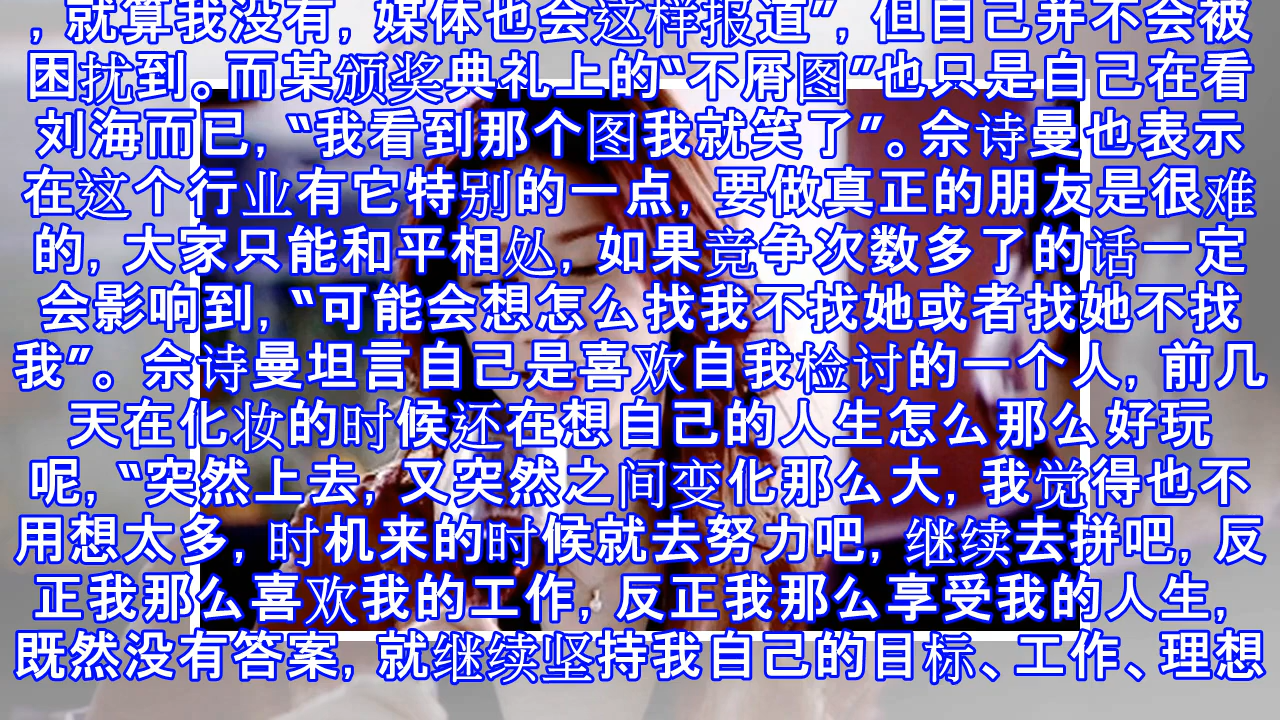 ，就算我没有，媒体也会这样报道”，但自己并不会被
困扰到。而某颁奖典礼上的“不屑图”也只是自己在看
刘海而已，“我看到那个图我就笑了”。佘诗曼也表示
在这个行业有它特别的一点，要做真正的朋友是很难
的，大家只能和平相处，如果竞争次数多了的话一定
会影响到，“可能会想怎么找我不找她或者找她不找
我”。佘诗曼坦言自己是喜欢自我检讨的一个人，前几
天在化妆的时候还在想自己的人生怎么那么好玩
呢，“突然上去，又突然之间变化那么大，我觉得也不
用想太多，时机来的时候就去努力吧，继续去拼吧，反
正我那么喜欢我的工作，反正我那么享受我的人生，
既然没有答案，就继续坚持我自己的目标、工作、理想